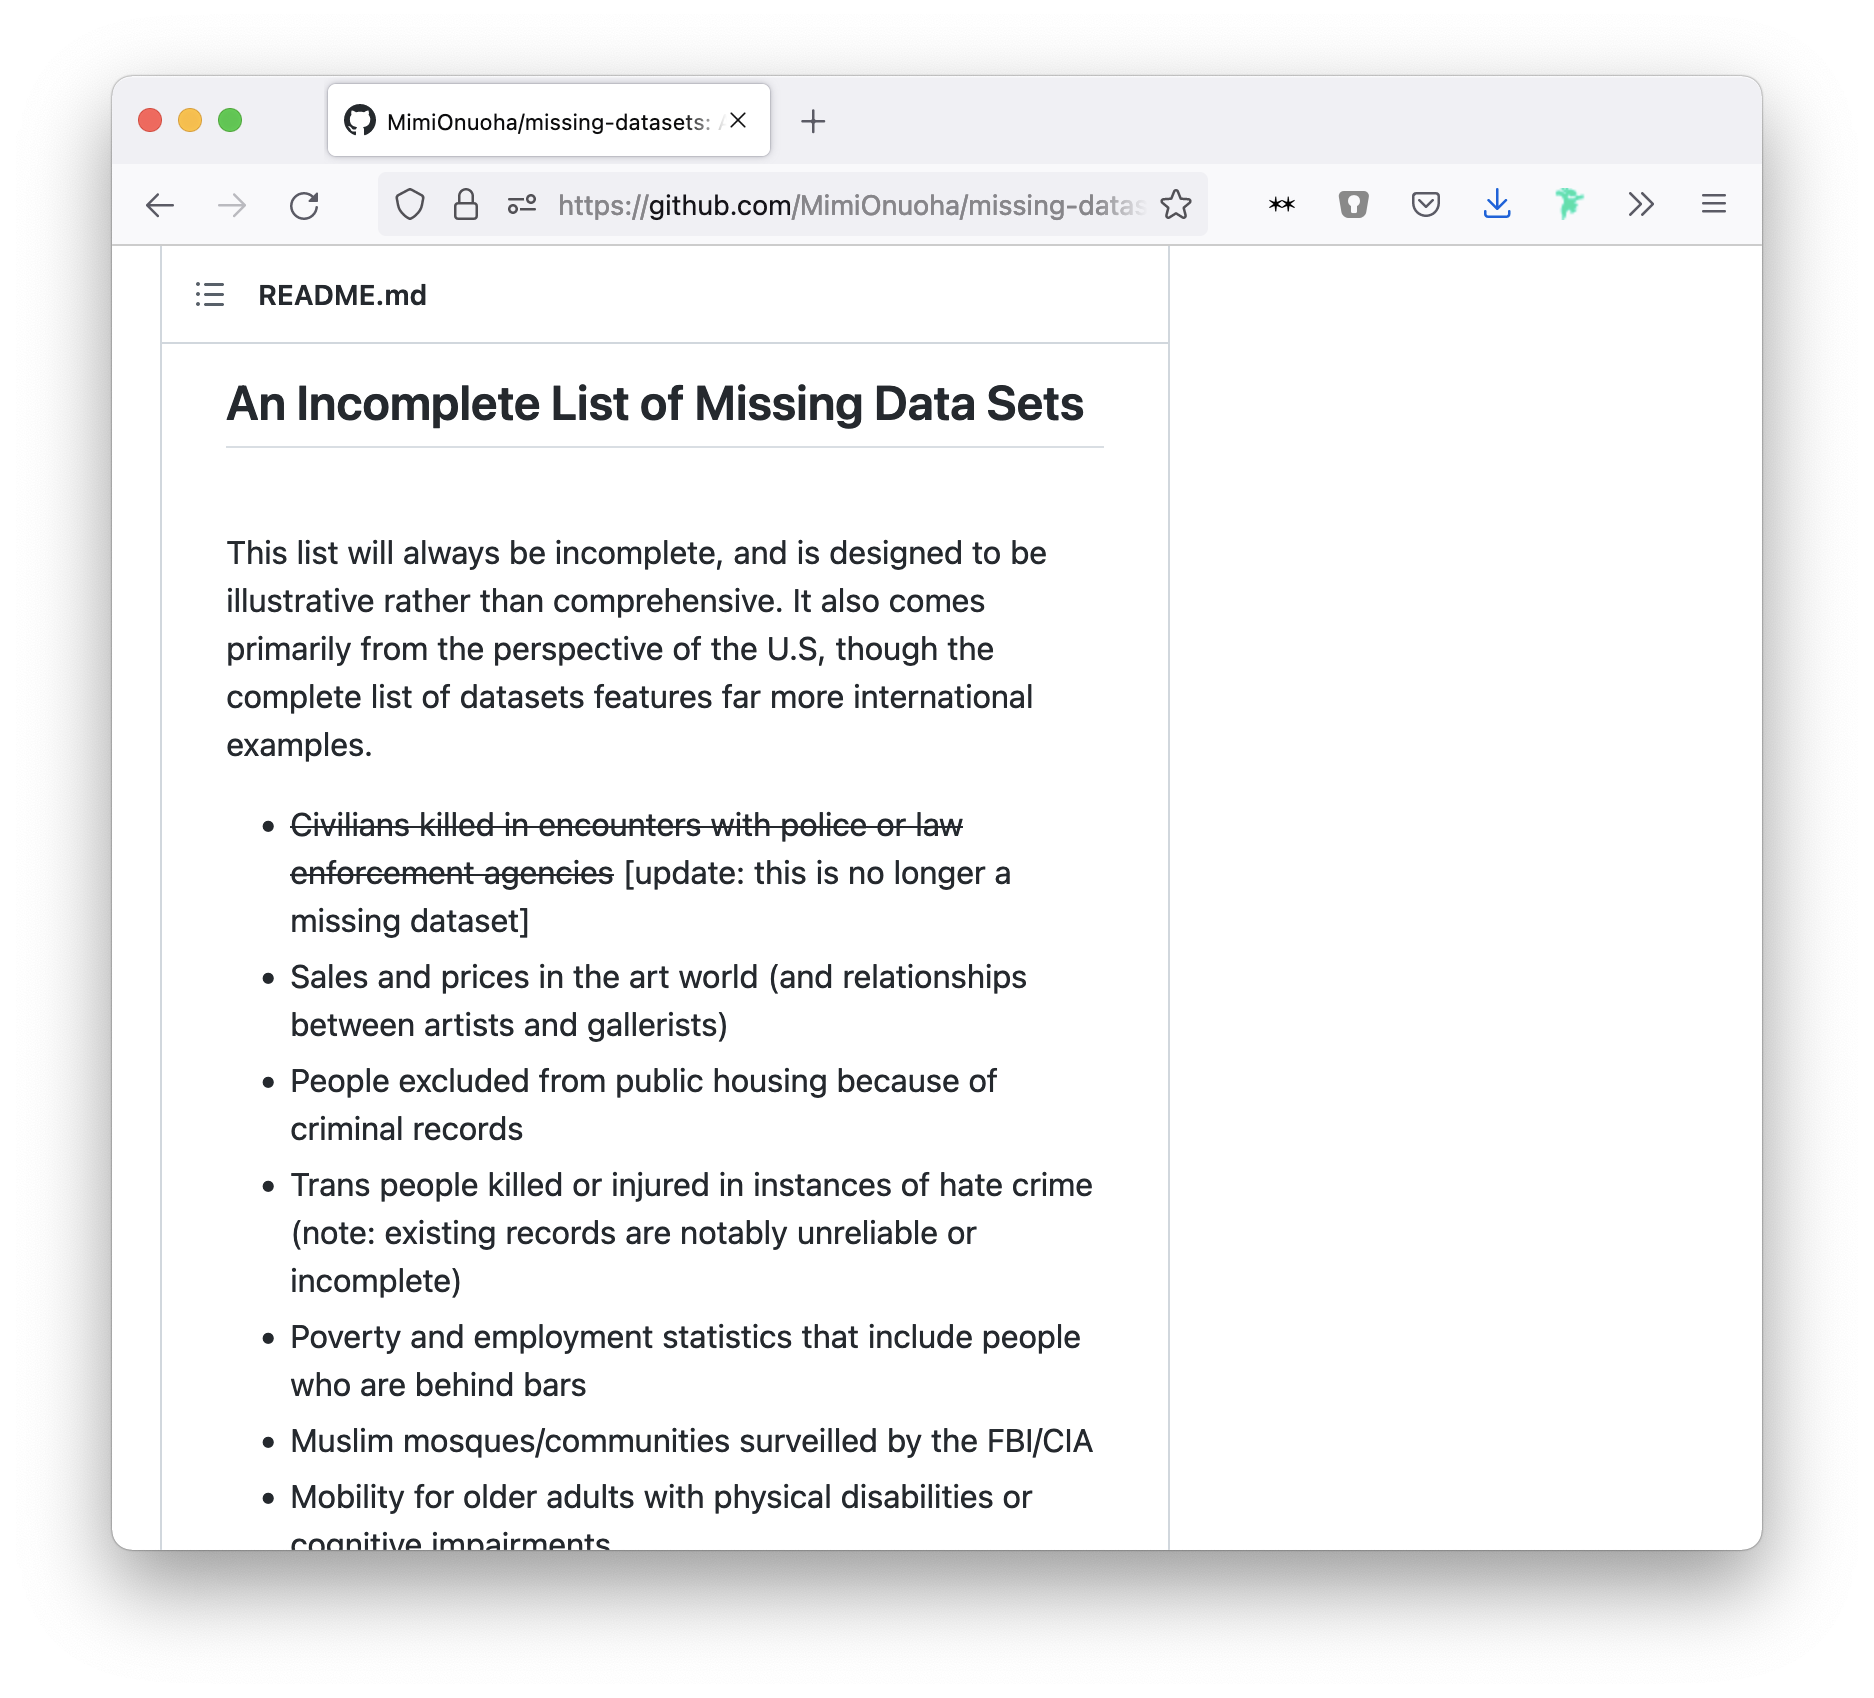 MimiOnuoha/missing-datasets:
https://github.com/MimiOnuoha/missing-datas
README.md
An Incomplete List of Missing Data Sets
This list will always be incomplete, and is designed to be
illustrative rather than comprehensive. It also comes
primarily from the perspective of the U.S, though the
complete list of datasets features far more international
examples.
• Civilians killed in encounters with police or law
enforcement agencies [update: this is no longer a
missing dataset]
• Sales and prices in the art world (and relationships
between artists and gallerists)
• People excluded from public housing because of
criminal records
• Trans people killed or injured in instances of hate crime
(note: existing records are notably unreliable or
incomplete)
• Poverty and employment statistics that include people
who are behind bars
• Muslim mosques/communities surveilled by the FBI/CIA
• Mobility for older adults with physical disabilities or
cognitive impairments